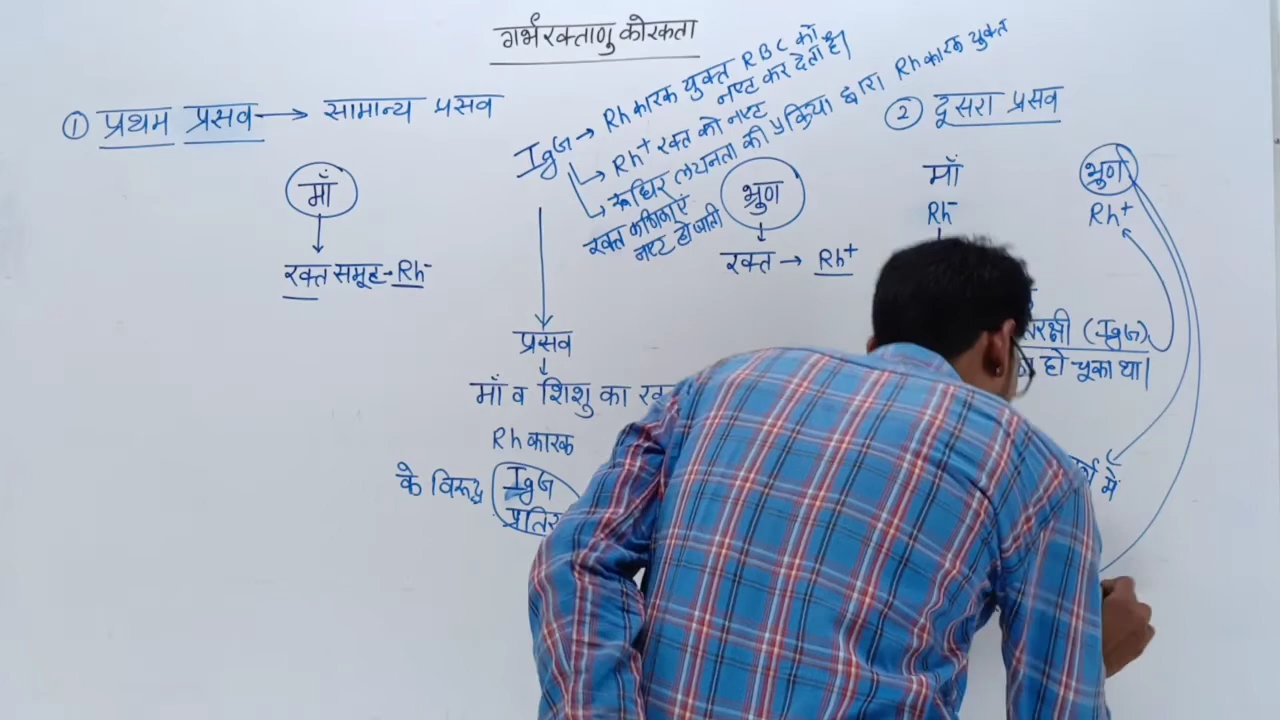 गर्भ रक्ताणु कोरकता
① प्रथम प्रसव → सामान्य प्रसव
माँ
↓
रक्त समूह - Rh⁻
IgG → Rh कारक युक्त RBC को
नष्ट कर देता है।
→ Rh⁺ रक्त को नष्ट
→ रूधिर लयनता की प्रक्रिया द्वारा Rh कारक युक्त
रक्त कणिकाएं
नष्ट हो जाती
भ्रुण
↓
रक्त → Rh⁺
प्रसव
↓
माँ व शिशु का
Rh कारक
के विरूद्ध IgG
② दूसरा प्रसव
माँ
Rh⁻
भ्रुण
Rh⁺
(IgG)
हो चूका था।
में